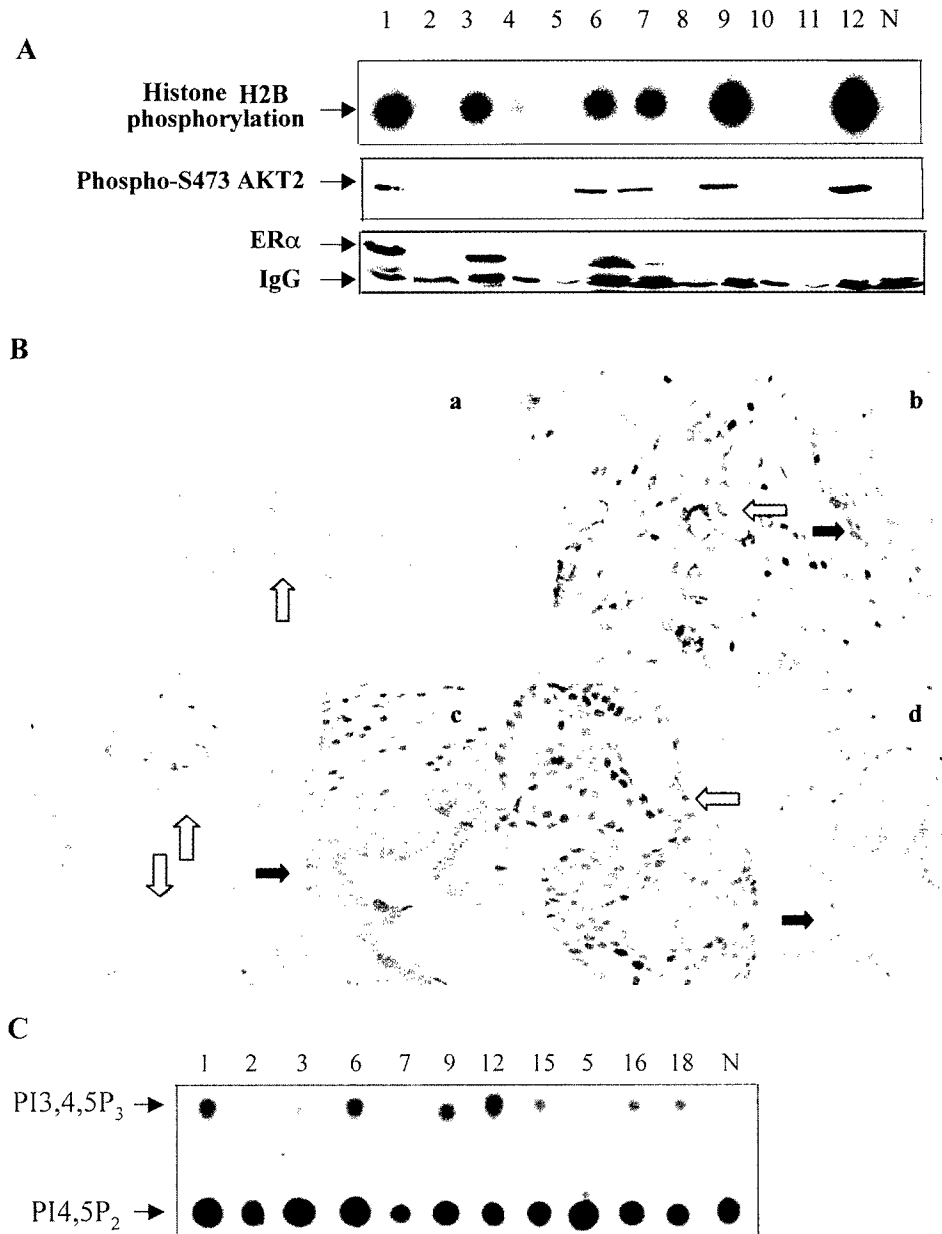 1 2 3 4 5 6 7 8 9 10 11 12 N
A
Histone H2B
phosphorylation
Phospho-S473 AKT2
ERα
IgG
B
a
b
c
d
C
1 2 3 6 7 9 12 15 5 16 18 N
PI3,4,5P3
PI4,5P2